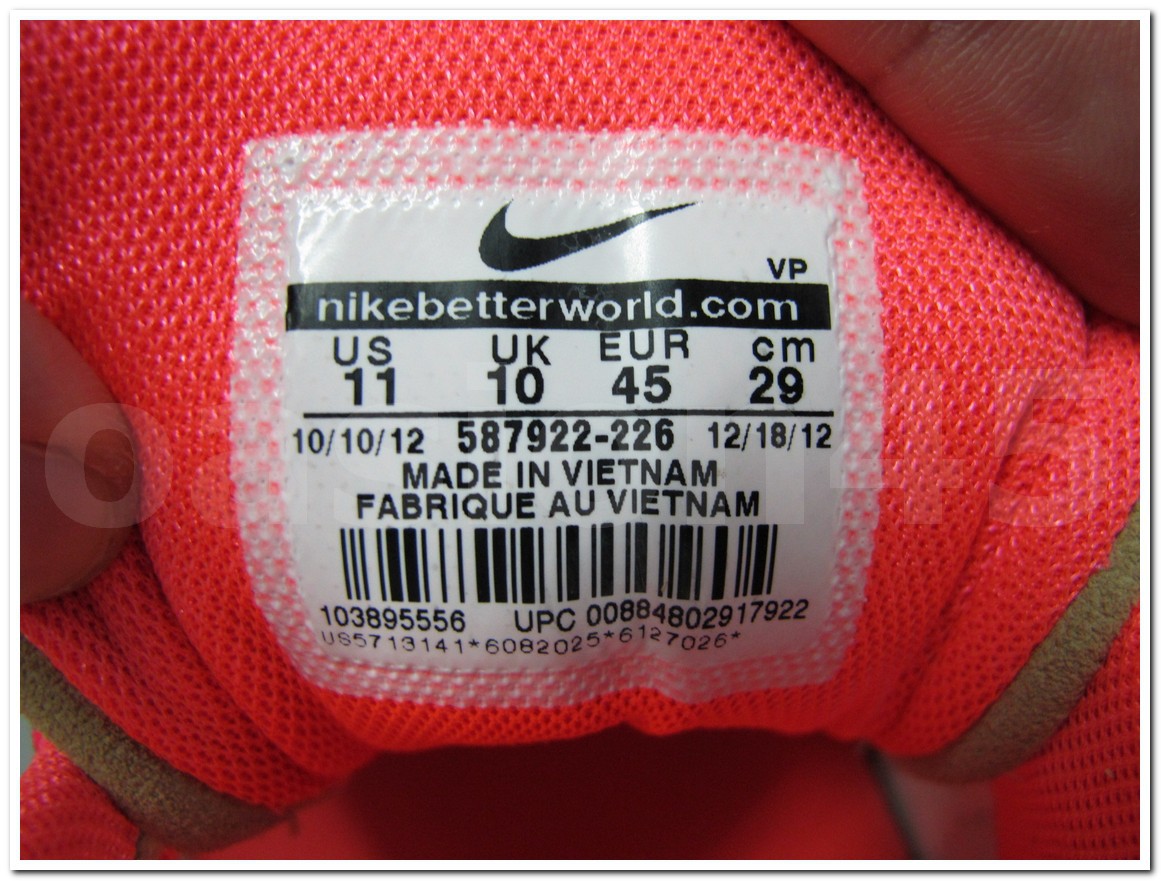 VP
nikebetterworld.com
US UK EUR cm
11 10 45 29
10/10/12 587922-226 12/18/12
MADE IN VIETNAM
FABRIQUE AU VIETNAM
103895556 UPC 00884802917922
US5713141*6082025*6127026*